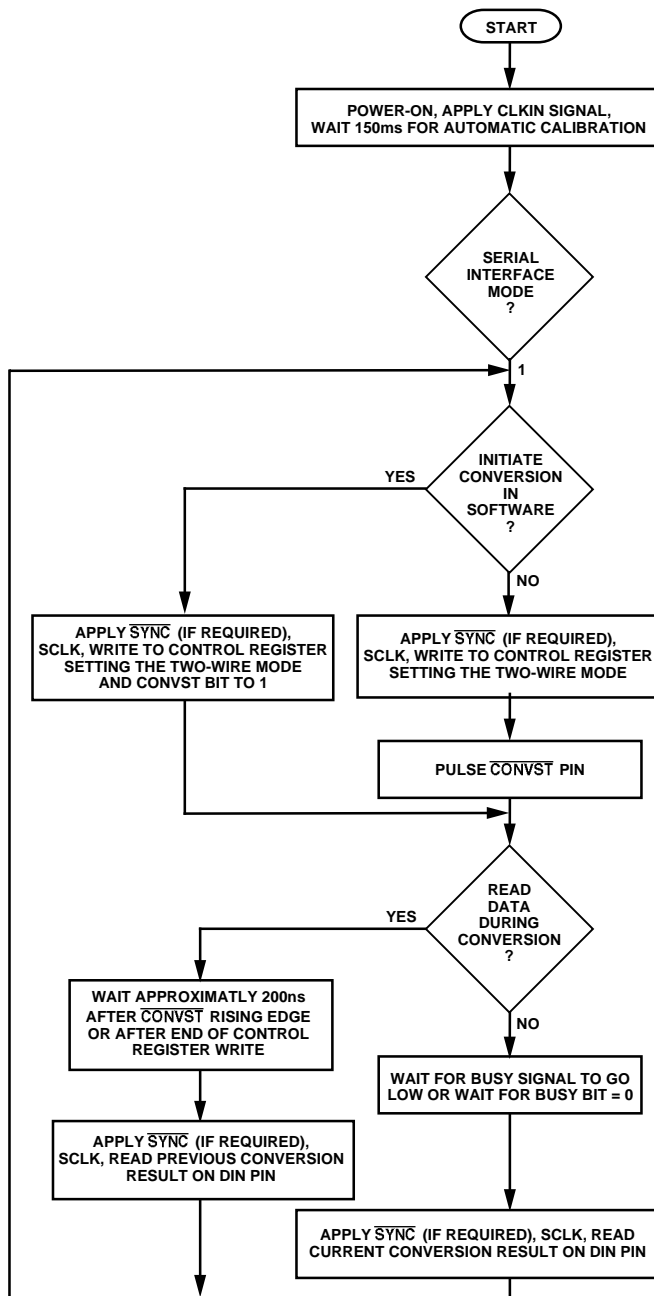 START
POWER-ON, APPLY CLKIN SIGNAL,
WAIT 150ms FOR AUTOMATIC CALIBRATION
SERIAL
INTERFACE
MODE
?
1
INITIATE
CONVERSION
IN
SOFTWARE
?
YES
NO
APPLY SYNC (IF REQUIRED),
SCLK, WRITE TO CONTROL REGISTER
SETTING THE TWO-WIRE MODE
AND CONVST BIT TO 1
APPLY SYNC (IF REQUIRED),
SCLK, WRITE TO CONTROL REGISTER
SETTING THE TWO-WIRE MODE
PULSE CONVST PIN
READ
DATA
DURING
CONVERSION
?
YES
NO
WAIT APPROXIMATLY 200ns
AFTER CONVST RISING EDGE
OR AFTER END OF CONTROL
REGISTER WRITE
WAIT FOR BUSY SIGNAL TO GO
LOW OR WAIT FOR BUSY BIT = 0
APPLY SYNC (IF REQUIRED),
SCLK, READ PREVIOUS CONVERSION
RESULT ON DIN PIN
APPLY SYNC (IF REQUIRED), SCLK, READ
CURRENT CONVERSION RESULT ON DIN PIN